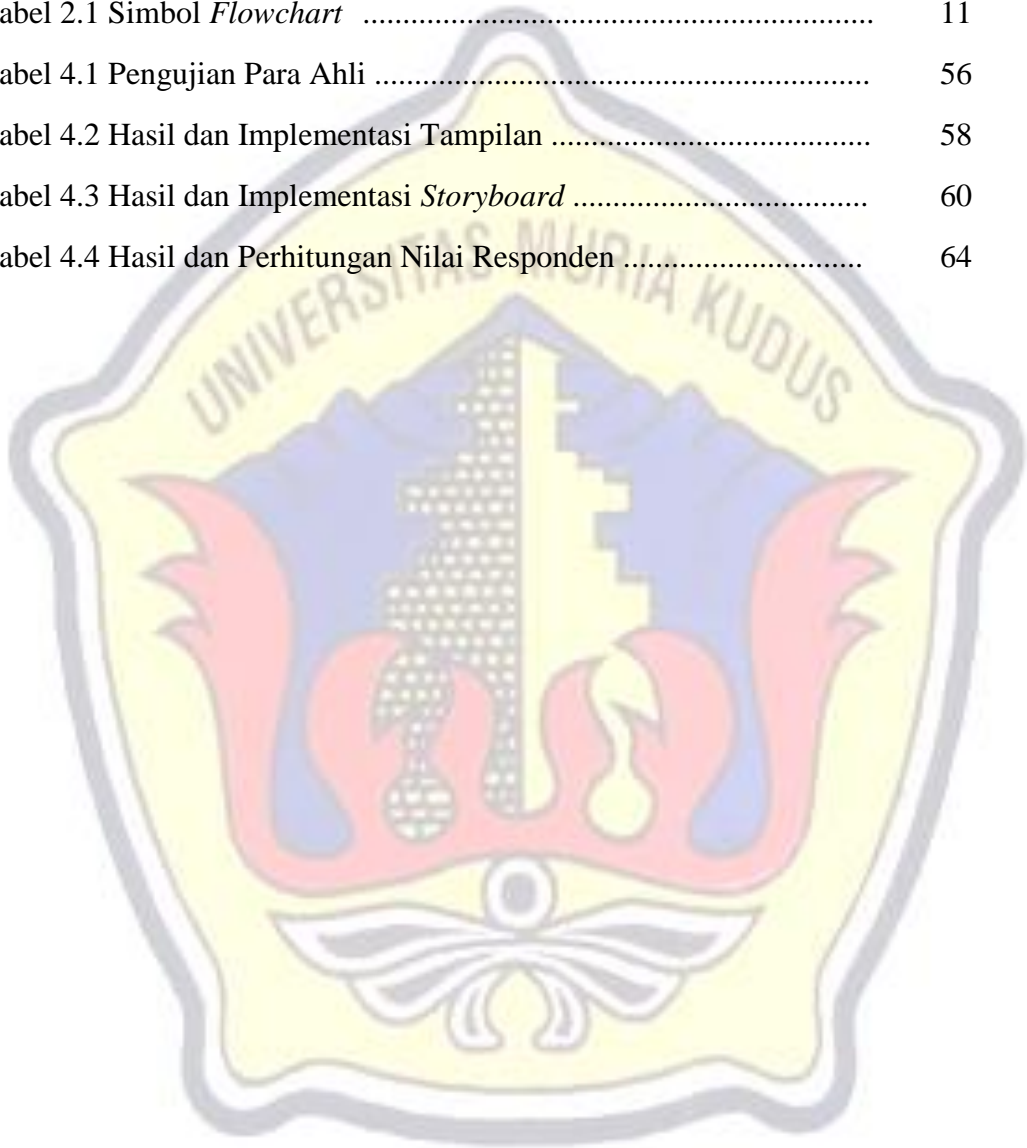 abel 2.1 Simbol Flowchart ................................................................ 11
abel 4.1 Pengujian Para Ahli .............................................................. 56
abel 4.2 Hasil dan Implementasi Tampilan ........................................ 58
abel 4.3 Hasil dan Implementasi Storyboard ..................................... 60
abel 4.4 Hasil dan Perhitungan Nilai Responden .............................. 64
UNIVERSITAS MURIA KUDUS